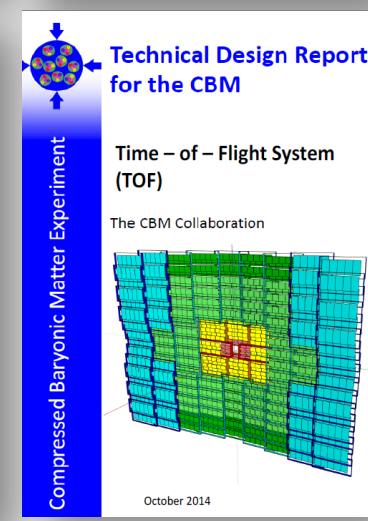 Technical Design Report
for the CBM
Time – of – Flight System
(TOF)
The CBM Collaboration
Compressed Baryonic Matter Experiment
October 2014